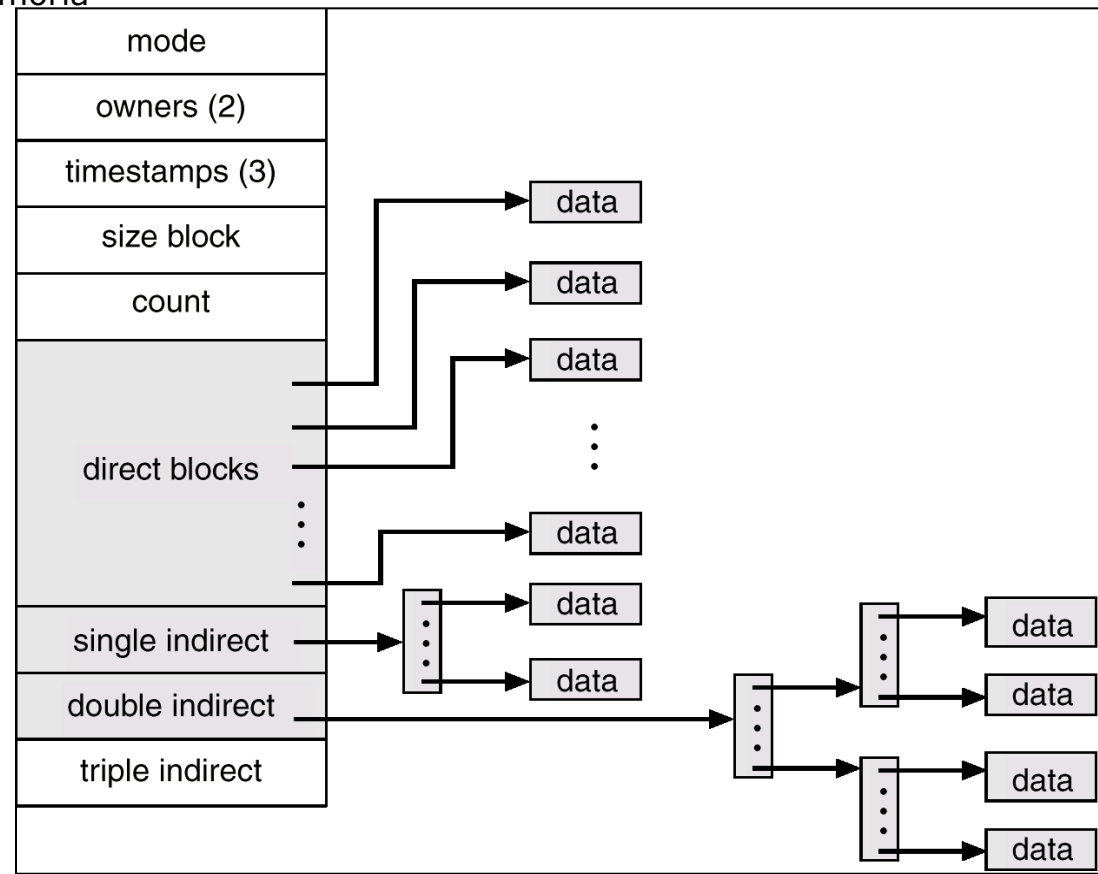 mode
owners (2)
timestamps (3)
size block
count
direct blocks
single indirect
double indirect
triple indirect
data
data
data
data
data
data
data
data
data
data